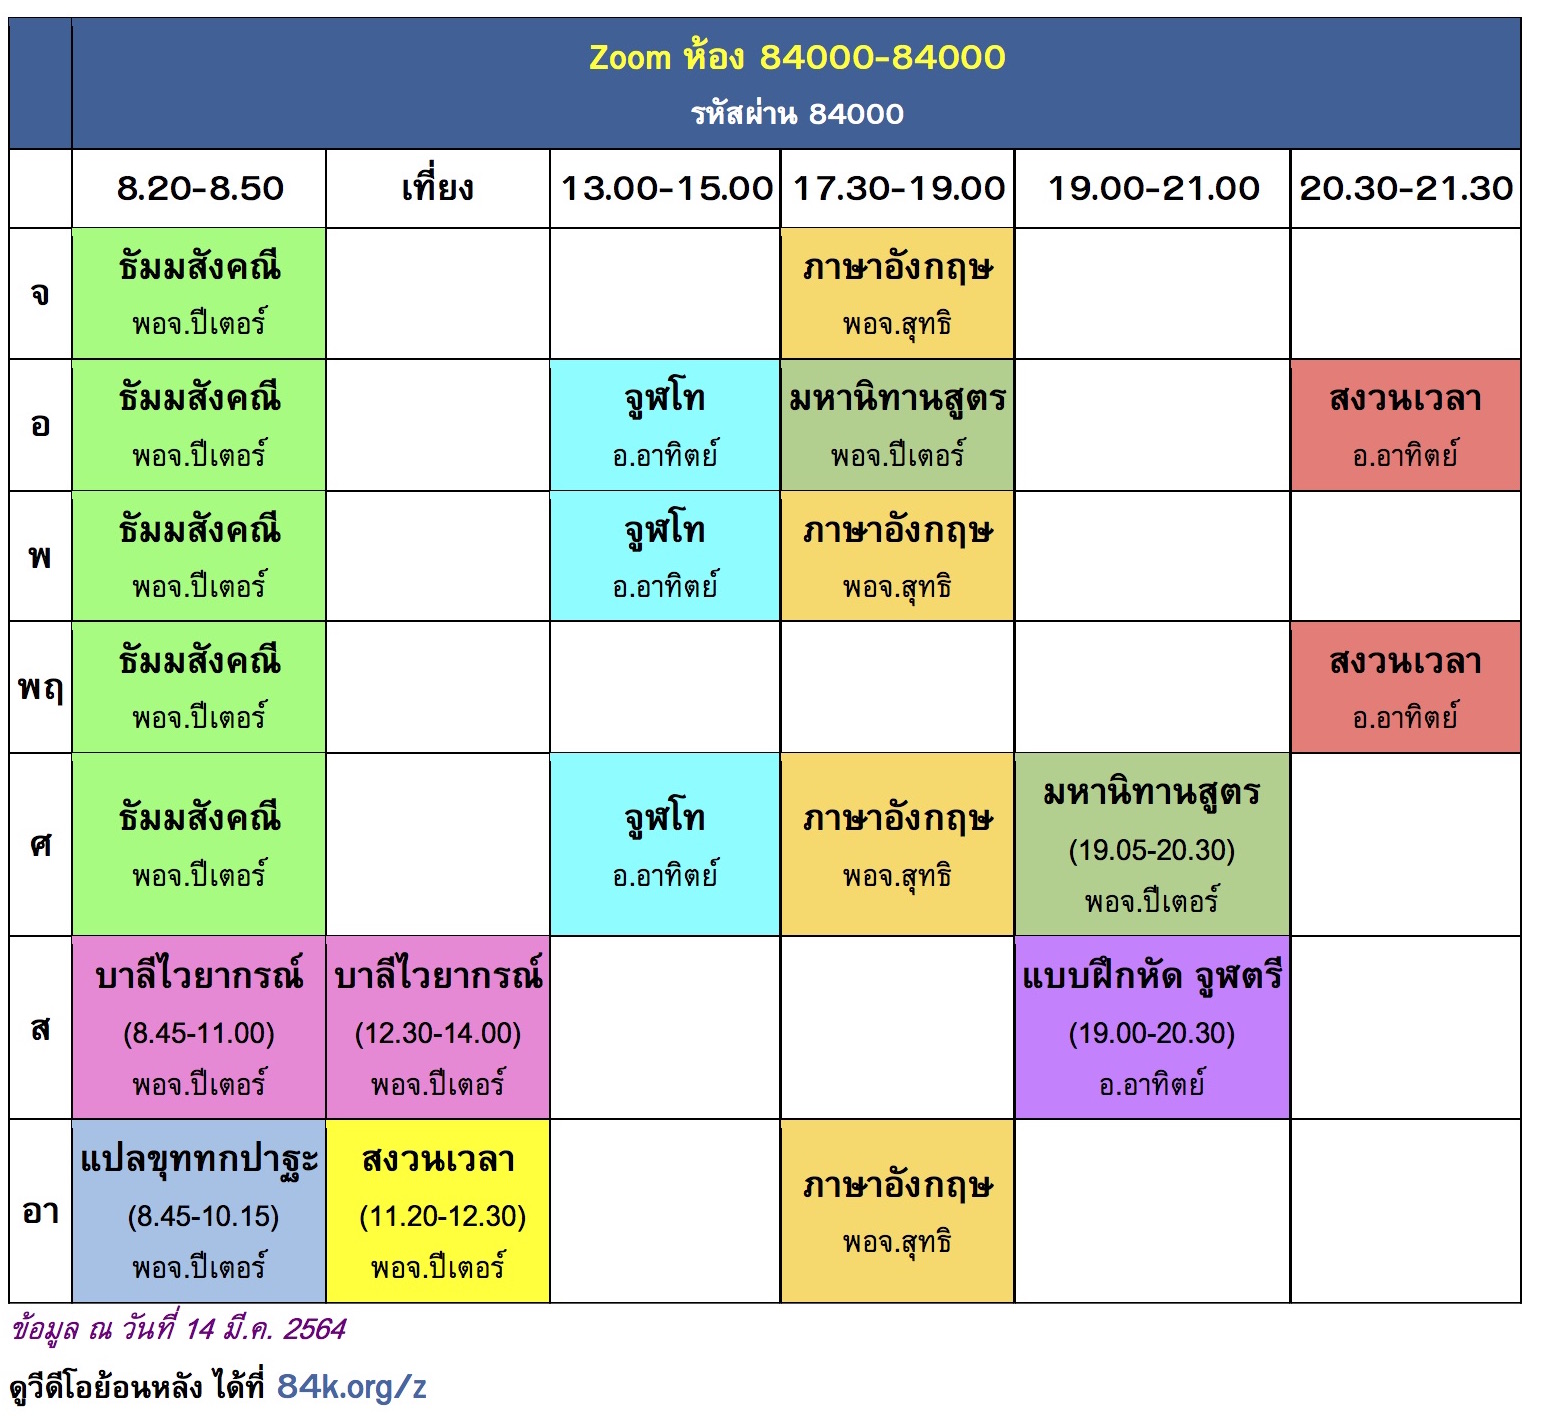 Zoom ห้อง 84000-84000
รหัสผ่าน 84000
8.20-8.50 เที่ยง 13.00-15.00 17.30-19.00 19.00-21.00 20.30-21.30
จ
ธัมมสังคณี
พอจ.ปีเตอร์
ภาษาอังกฤษ
พอจ.สุทธิ
อ
ธัมมสังคณี
พอจ.ปีเตอร์
จูฬโท
อ.อาทิตย์
มหานิทานสูตร
พอจ.ปีเตอร์
สงวนเวลา
อ.อาทิตย์
พ
ธัมมสังคณี
พอจ.ปีเตอร์
จูฬโท
อ.อาทิตย์
ภาษาอังกฤษ
พอจ.สุทธิ
พฤ
ธัมมสังคณี
พอจ.ปีเตอร์
สงวนเวลา
อ.อาทิตย์
ศ
ธัมมสังคณี
พอจ.ปีเตอร์
จูฬโท
อ.อาทิตย์
ภาษาอังกฤษ
พอจ.สุทธิ
มหานิทานสูตร
(19.05-20.30)
พอจ.ปีเตอร์
ส
บาลีไวยากรณ์
(8.45-11.00)
พอจ.ปีเตอร์
บาลีไวยากรณ์
(12.30-14.00)
พอจ.ปีเตอร์
แบบฝึกหัด จูฬตรี
(19.00-20.30)
อ.อาทิตย์
อา
แปลขุททกปาฐะ
(8.45-10.15)
พอจ.ปีเตอร์
สงวนเวลา
(11.20-12.30)
พอจ.ปีเตอร์
ภาษาอังกฤษ
พอจ.สุทธิ
ข้อมูล ณ วันที่ 14 มี.ค. 2564
ดูวีดีโอย้อนหลัง ได้ที่ 84k.org/z